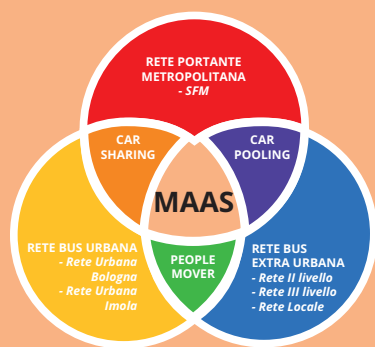 RETE PORTANTE
METROPOLITANA
- SFM
CAR
SHARING
CAR
POOLING
MAAS
RETE BUS URBANA
- Rete Urbana
Bologna
- Rete Urbana
Imola
PEOPLE
MOVER
RETE BUS
EXTRA URBANA
- Rete II livello
- Rete III livello
- Rete Locale